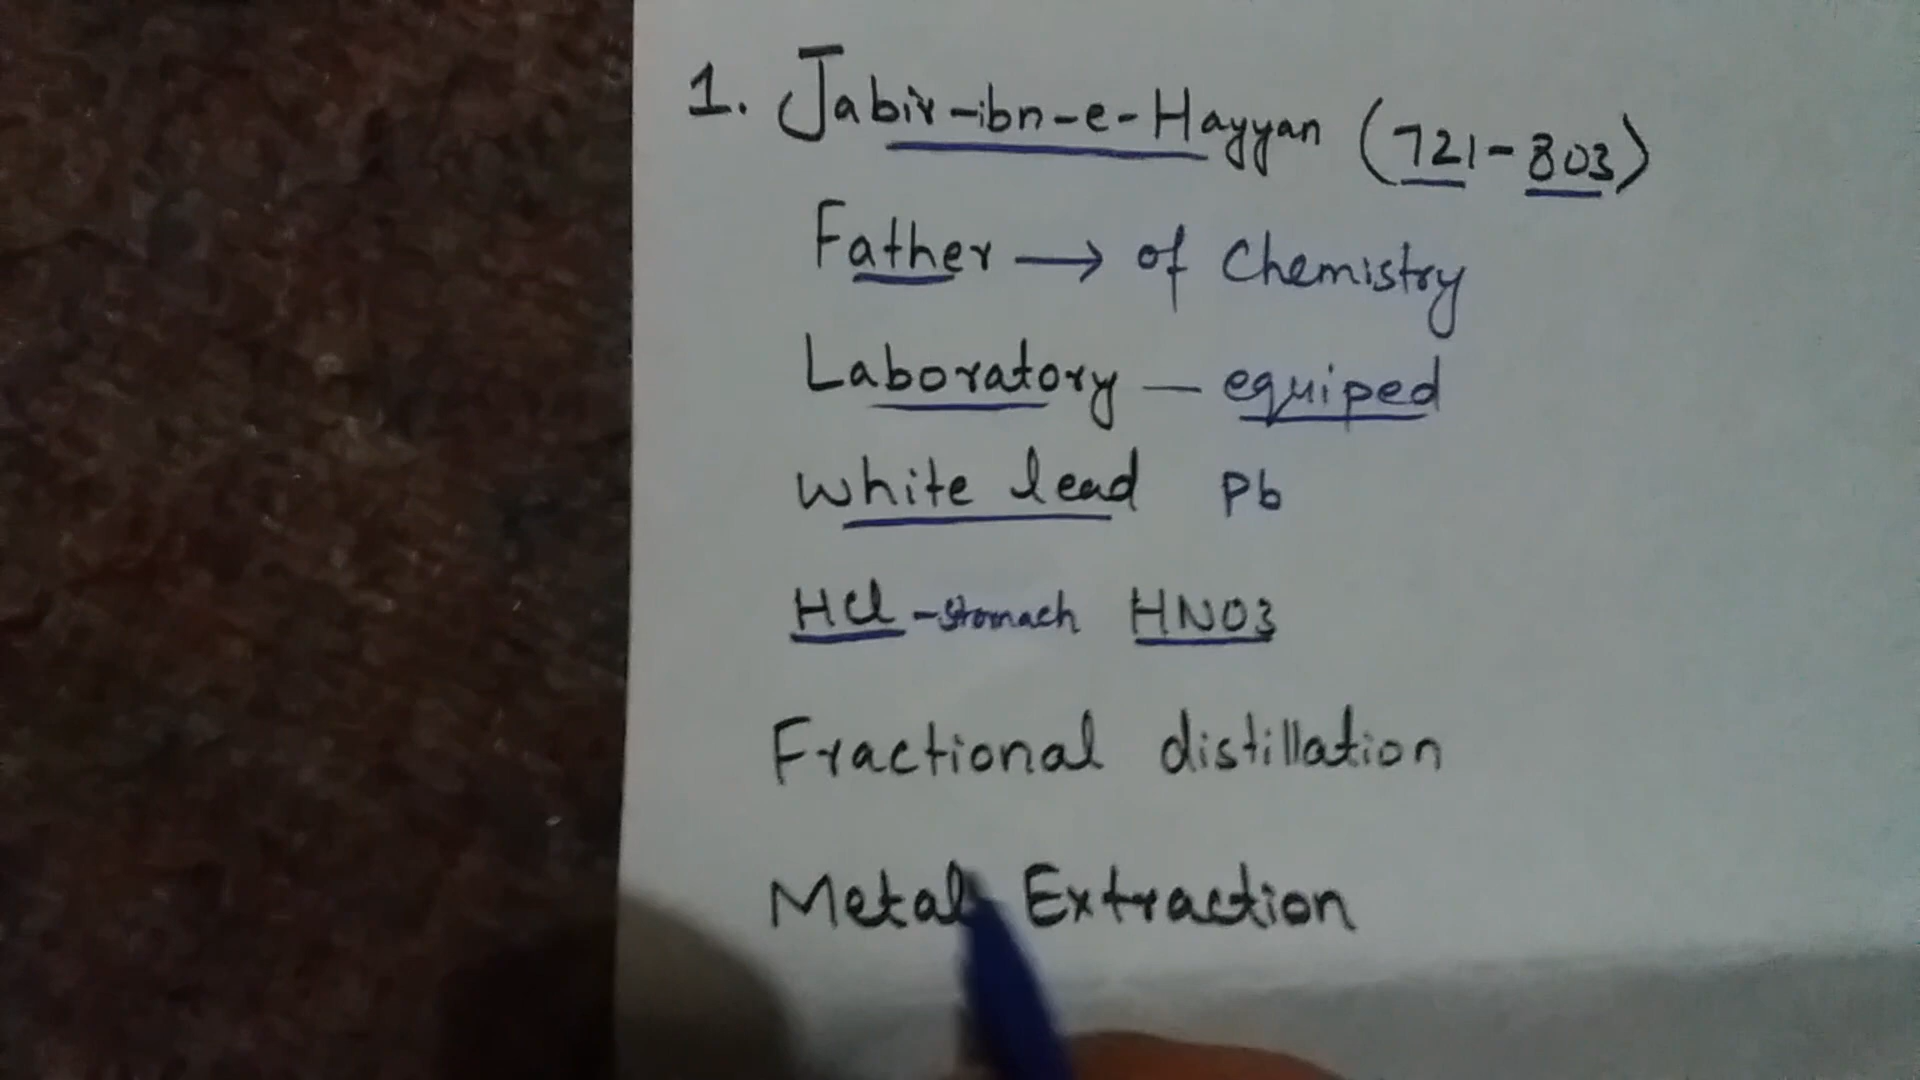 1. Jabir-ibn-e-Hayyan (721-803)
Father → of Chemistry
Laboratory - equiped
White lead Pb
HCl - stomach HNO3
Fractional distillation
Metal Extraction